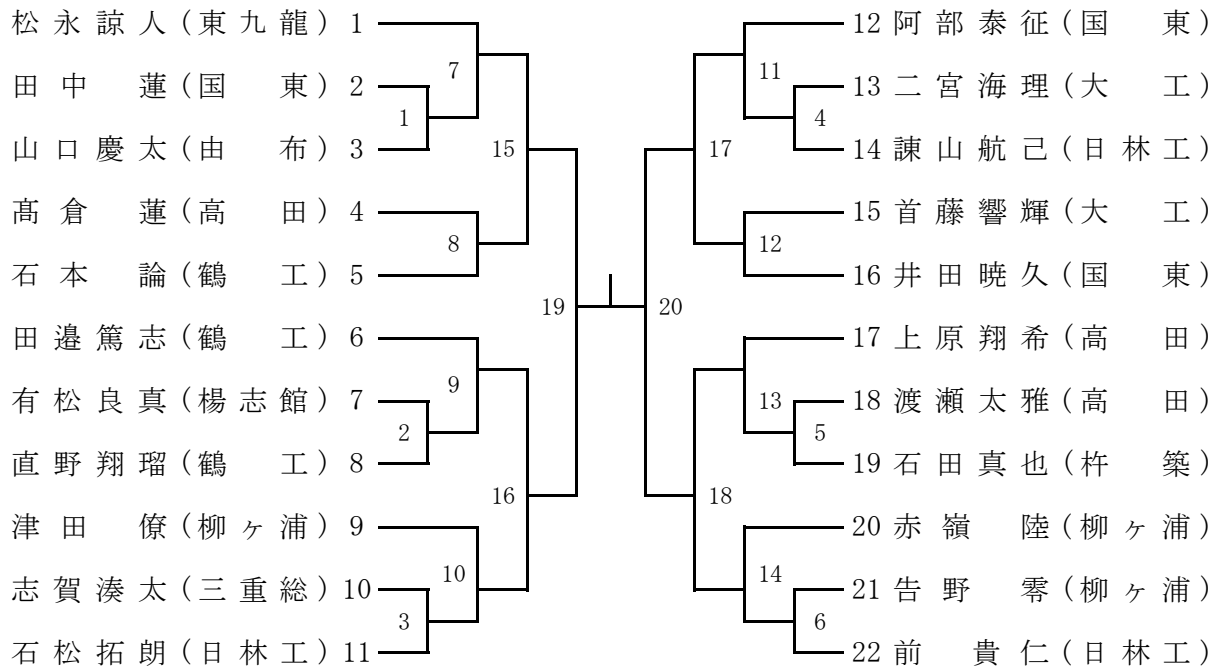 松永諒人(東九龍) 1
田中　蓮(国　東) 2
山口慶太(由　布) 3
髙倉　蓮(高　田) 4
石本　論(鶴　工) 5
田邉篤志(鶴　工) 6
有松良真(楊志館) 7
直野翔瑠(鶴　工) 8
津田　僚(柳ヶ浦) 9
志賀湊太(三重総) 10
石松拓朗(日林工) 11
7
1
15
8
19
9
2
16
10
3
12 阿部泰征(国　東)
13 二宮海理(大　工)
14 諌山航己(日林工)
15 首藤響輝(大　工)
16 井田暁久(国　東)
17 上原翔希(高　田)
18 渡瀬太雅(高　田)
19 石田真也(杵　築)
20 赤嶺　陸(柳ヶ浦)
21 告野　零(柳ヶ浦)
22 前　貴仁(日林工)
11
4
17
12
20
13
5
18
14
6